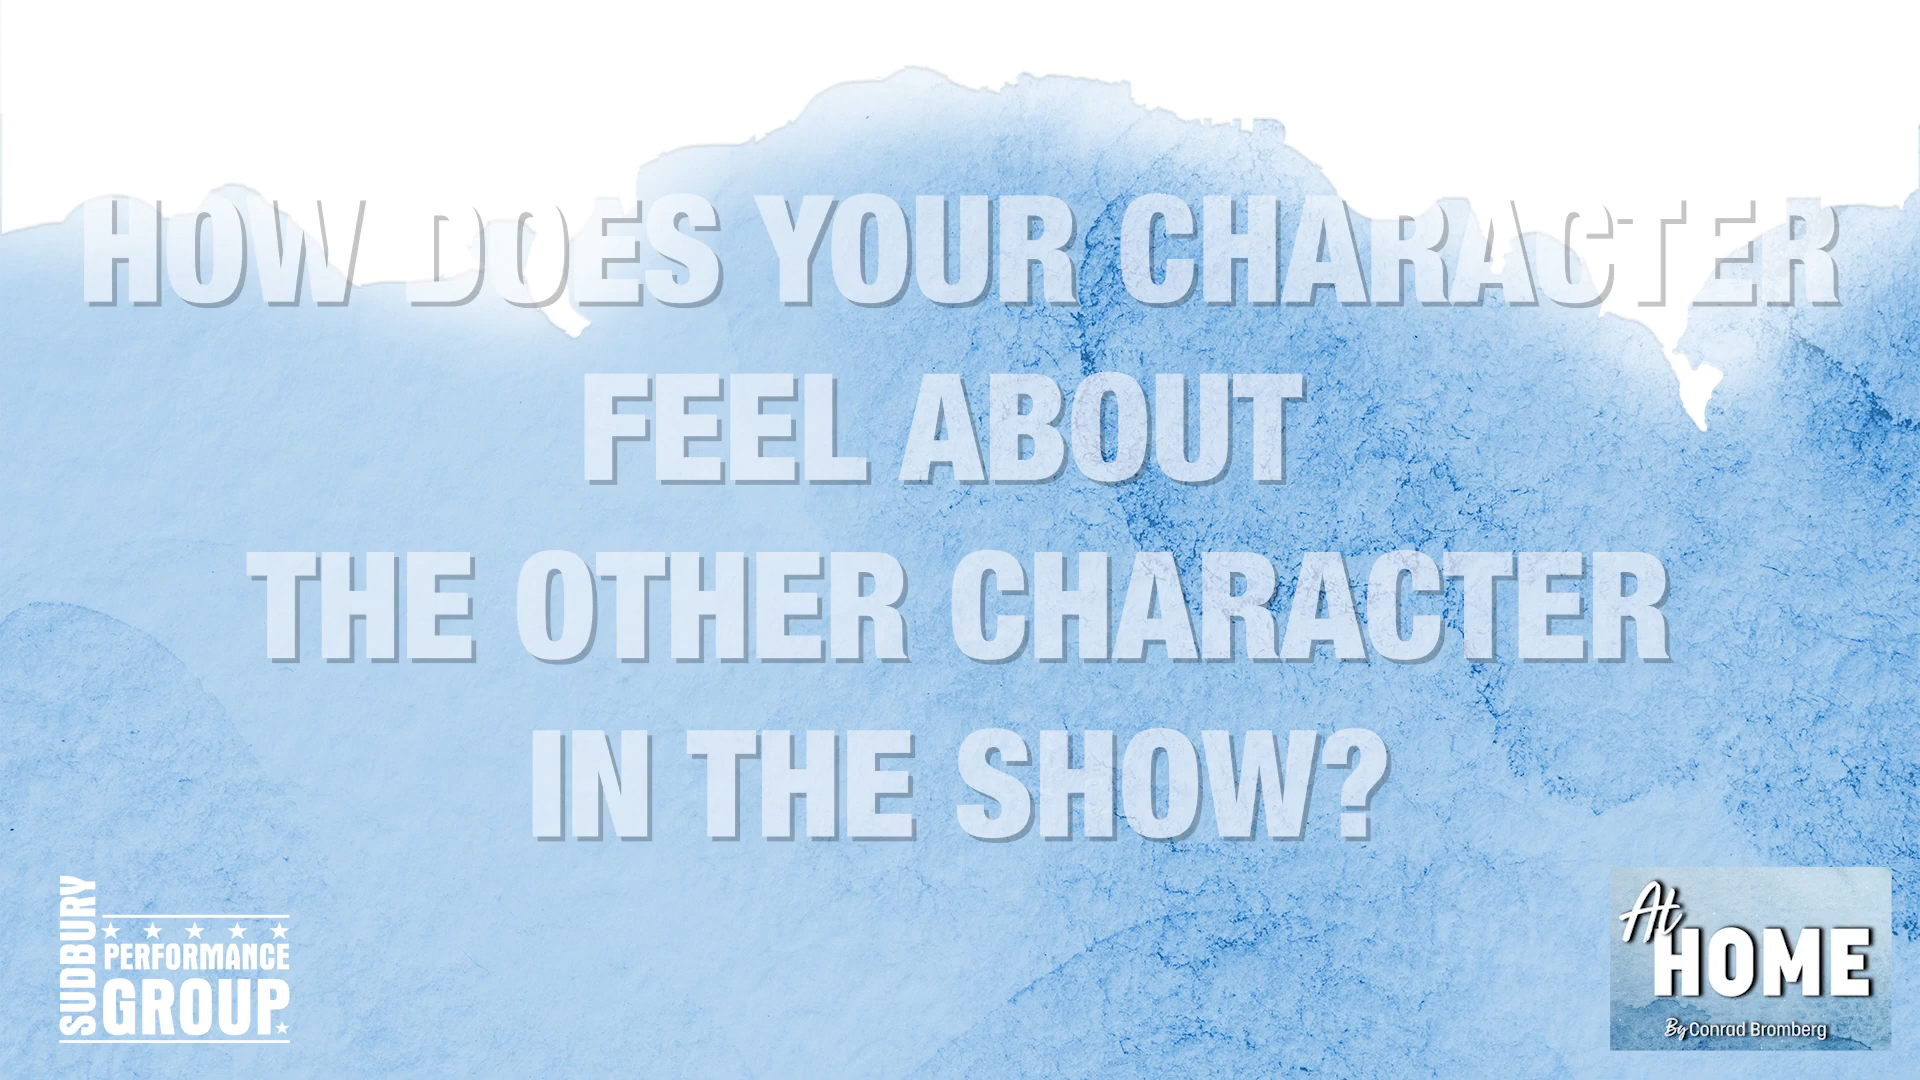 HOW DOES YOUR CHARACTER
FEEL ABOUT
THE OTHER CHARACTER
IN THE SHOW?
SUDBURY
PERFORMANCE
GROUP
At
HOME
By Conrad Bromberg